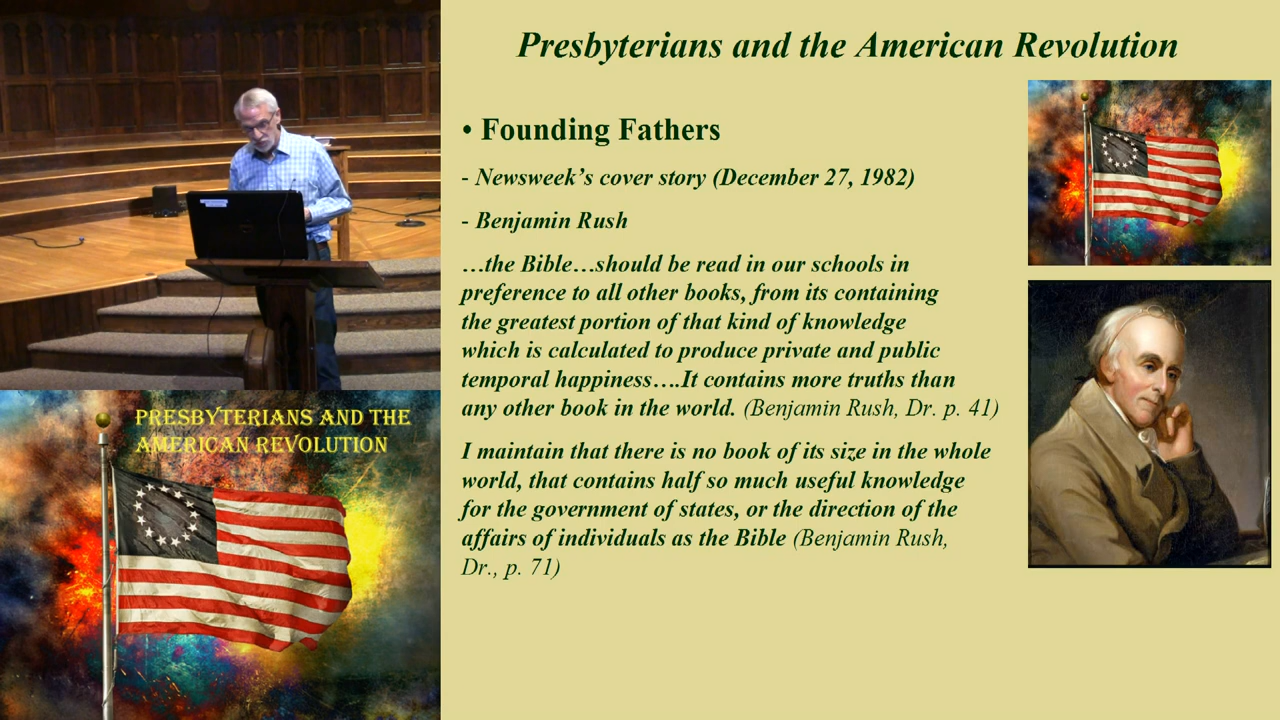 Presbyterians and the American Revolution
• Founding Fathers
- Newsweek’s cover story (December 27, 1982)
- Benjamin Rush
…the Bible…should be read in our schools in
preference to all other books, from its containing
the greatest portion of that kind of knowledge
which is calculated to produce private and public
temporal happiness….It contains more truths than
any other book in the world. (Benjamin Rush, Dr. p. 41)
I maintain that there is no book of its size in the whole
world, that contains half so much useful knowledge
for the government of states, or the direction of the
affairs of individuals as the Bible (Benjamin Rush,
Dr., p. 71)
PRESBYTERIANS AND THE
AMERICAN REVOLUTION